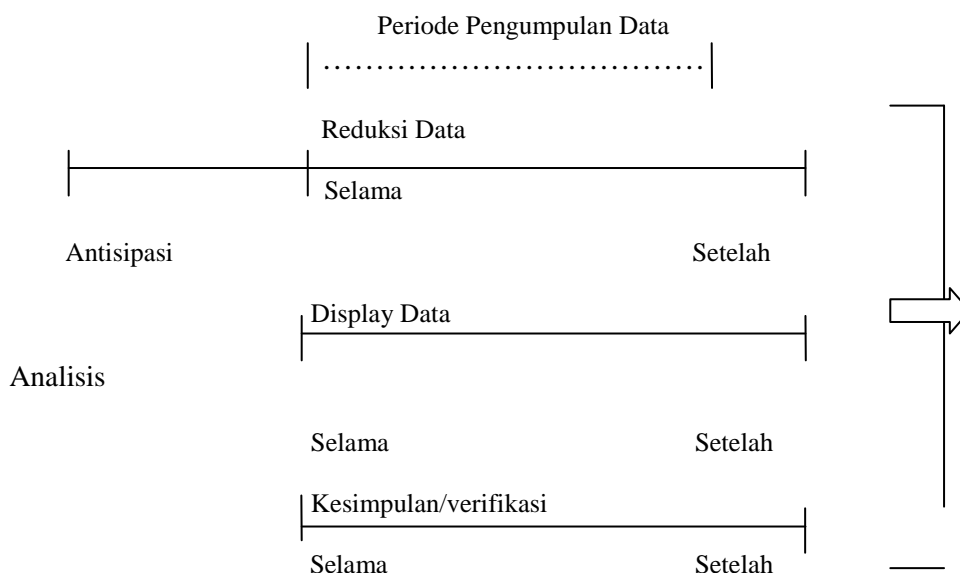 Periode Pengumpulan Data
Reduksi Data
Selama
Antisipasi Setelah
Display Data
Analisis
Selama Setelah
Kesimpulan/verifikasi
Selama Setelah